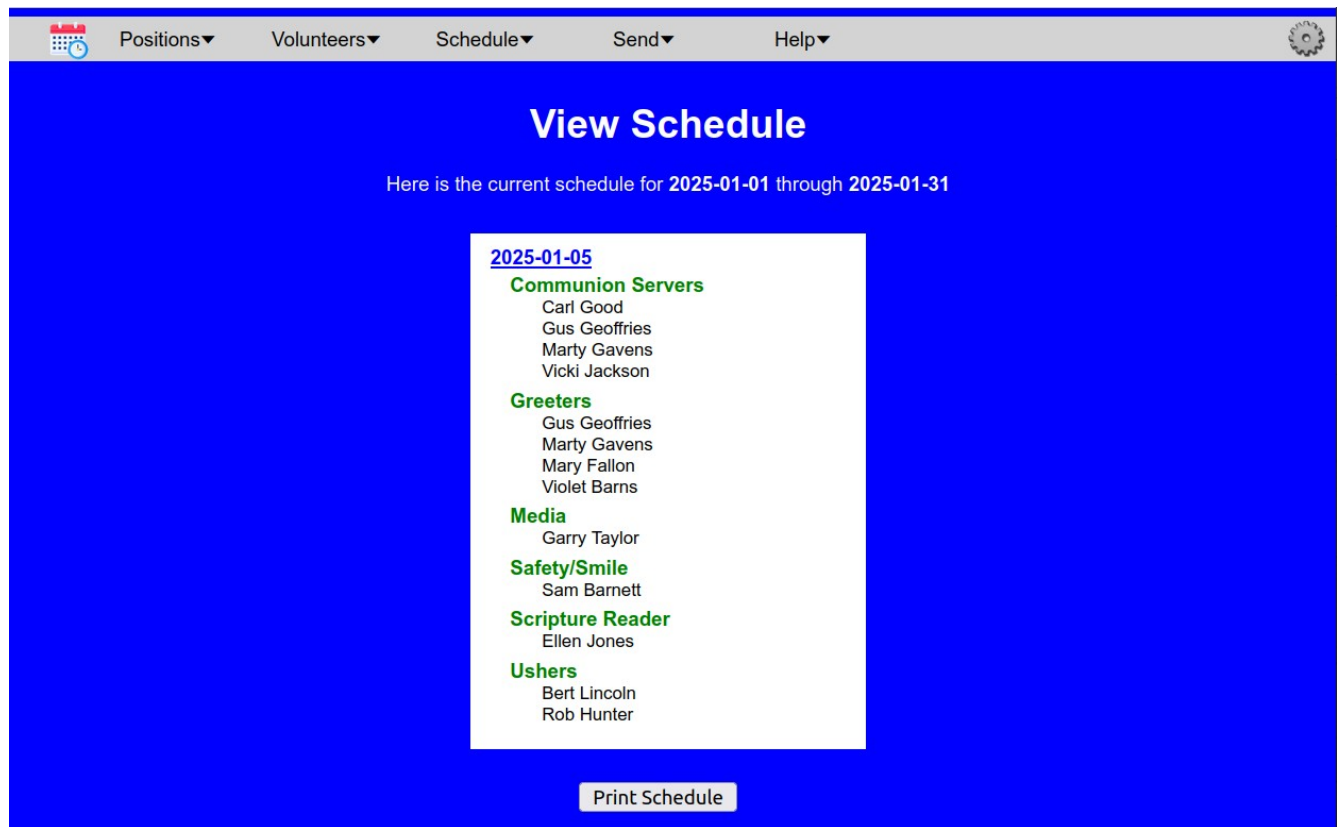 Positions▼ Volunteers▼ Schedule▼ Send▼ Help▼
View Schedule
Here is the current schedule for 2025-01-01 through 2025-01-31
2025-01-05
Communion Servers
Carl Good
Gus Geoffries
Marty Gavens
Vicki Jackson
Greeters
Gus Geoffries
Marty Gavens
Mary Fallon
Violet Barns
Media
Garry Taylor
Safety/Smile
Sam Barnett
Scripture Reader
Ellen Jones
Ushers
Bert Lincoln
Rob Hunter
Print Schedule